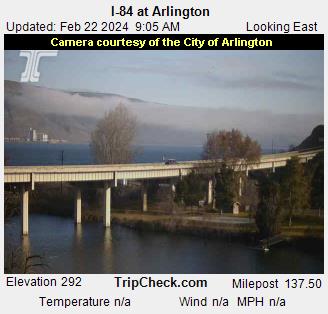 I-84 at Arlington
Updated: Feb 22 2024 9:05 AM Looking East
Camera courtesy of the City of Arlington
Elevation 292 TripCheck.com Milepost 137.50
Temperature n/a Wind n/a MPH n/a